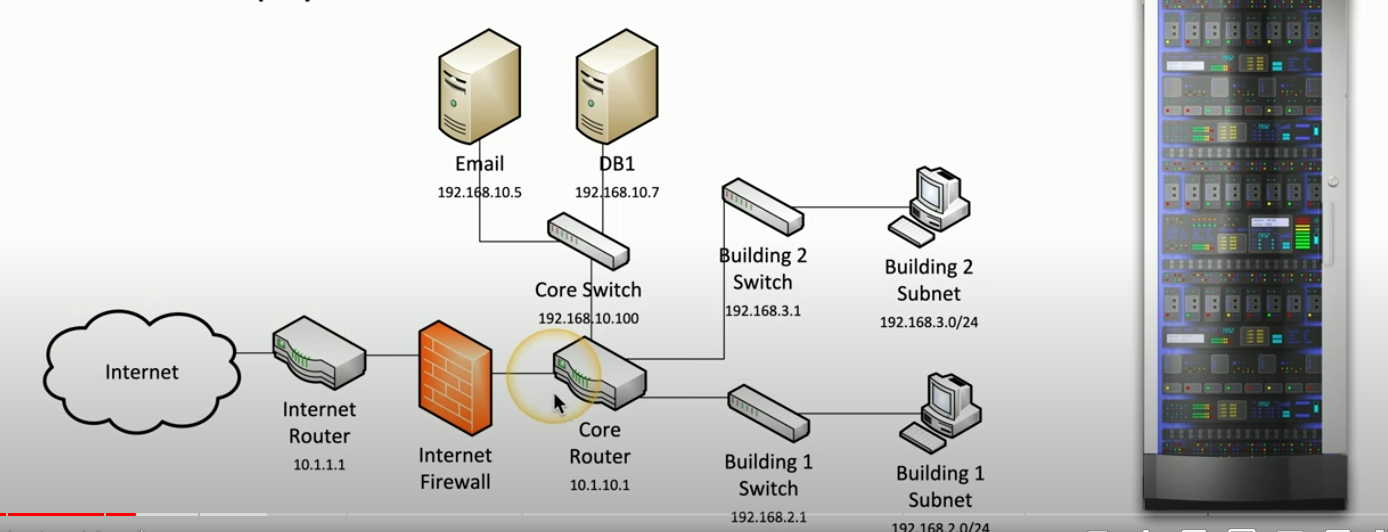 Email
192.168.10.5
DB1
192.168.10.7
Core Switch
192.168.10.100
Building 2
Switch
192.168.3.1
Building 2
Subnet
192.168.3.0/24
Internet
Internet
Router
10.1.1.1
Internet
Firewall
Core
Router
10.1.10.1
Building 1
Switch
192.168.2.1
Building 1
Subnet
192.168.2.0/24